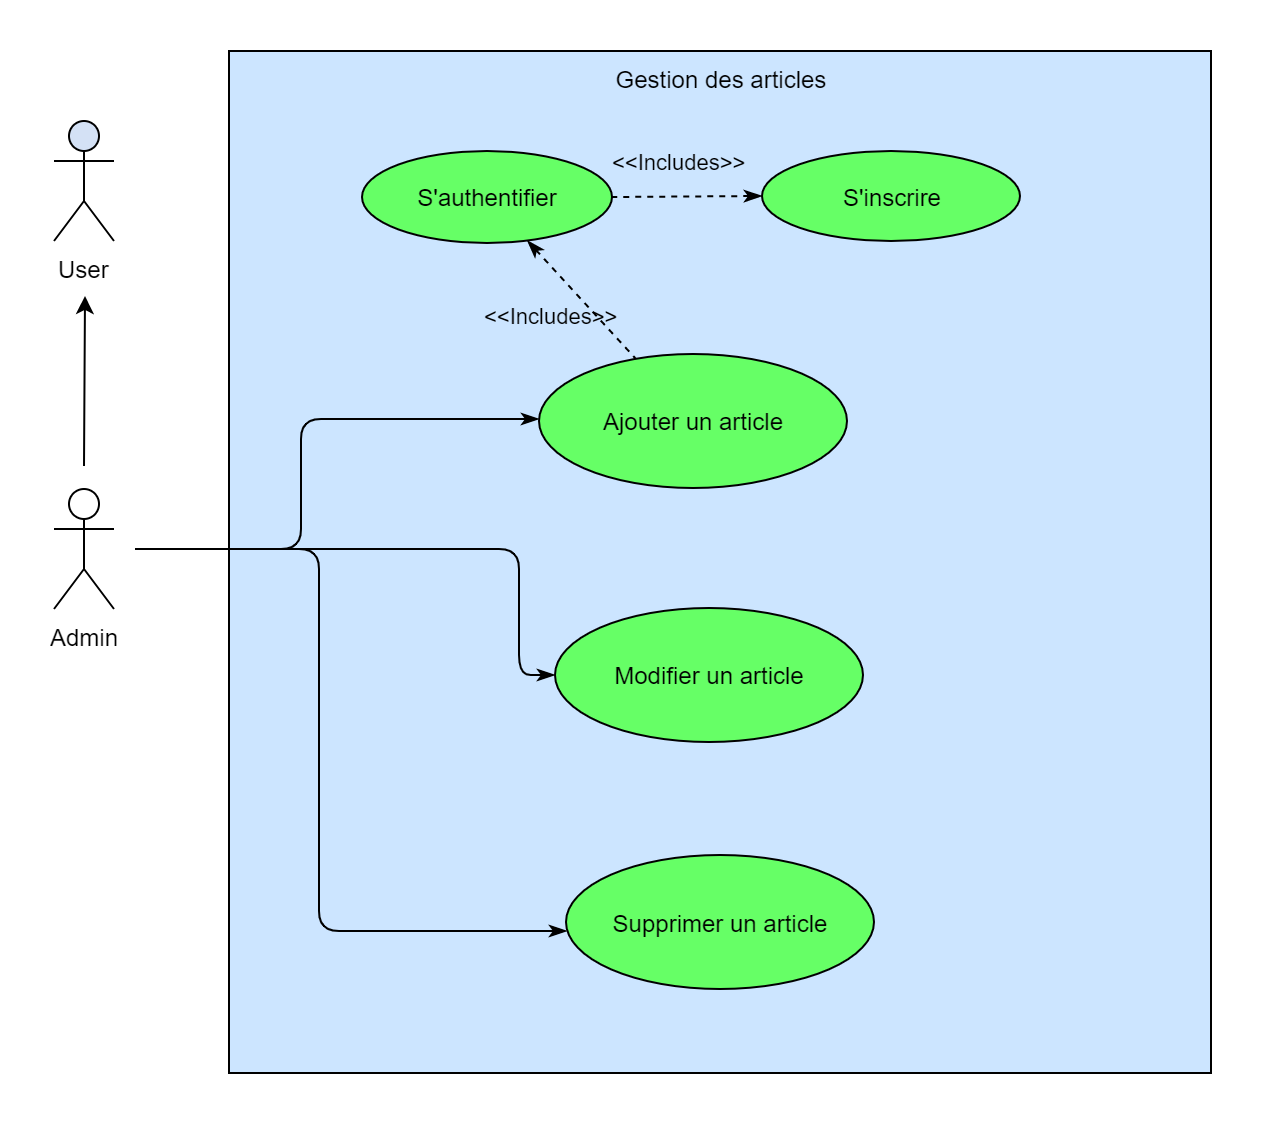 Gestion des articles
<<Includes>>
S'authentifier
S'inscrire
User
<<Includes>>
Ajouter un article
Admin
Modifier un article
Supprimer un article